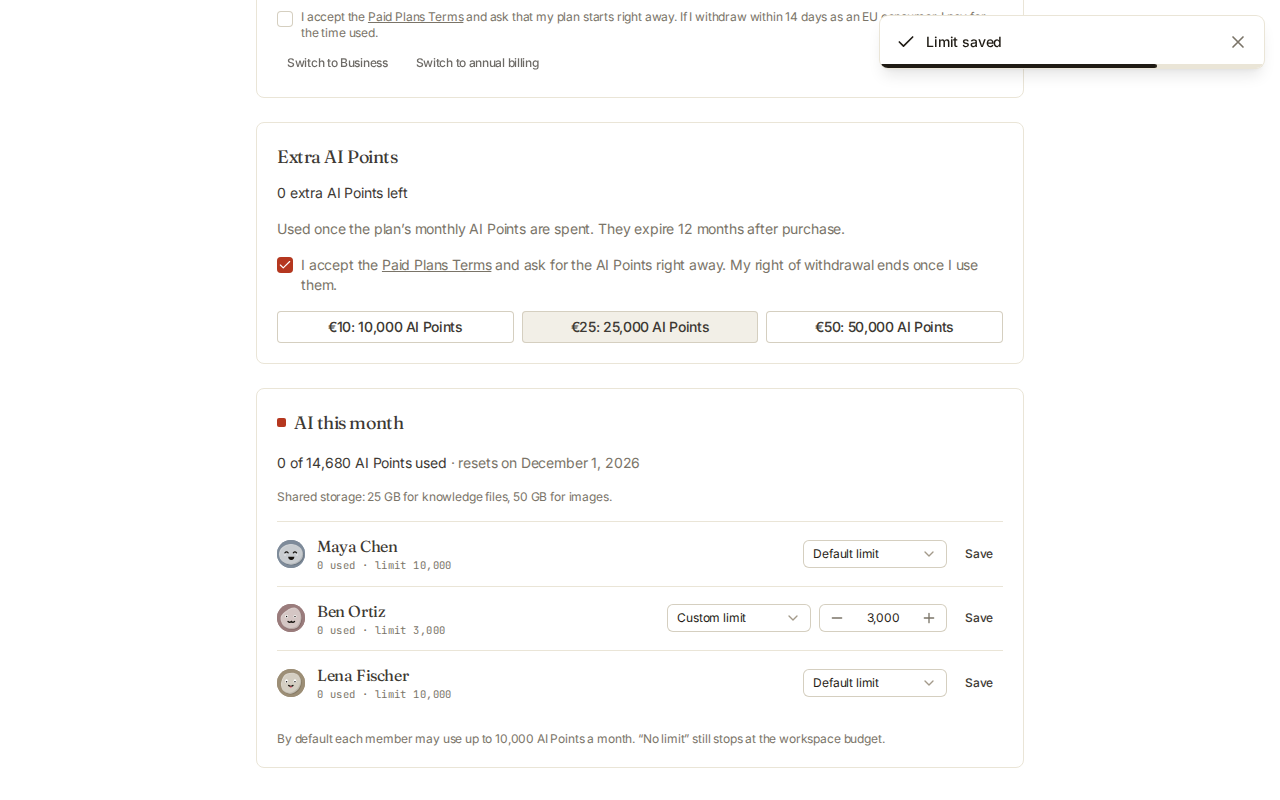 I accept the Paid Plans Terms and ask that my plan starts right away. If I withdraw within 14 days as an EU
the time used.
Limit saved
Switch to Business
Switch to annual billing
Extra AI Points
0 extra AI Points left
Used once the plan’s monthly AI Points are spent. They expire 12 months after purchase.
I accept the Paid Plans Terms and ask for the AI Points right away. My right of withdrawal ends once I use
them.
€10: 10,000 AI Points
€25: 25,000 AI Points
€50: 50,000 AI Points
AI this month
0 of 14,680 AI Points used · resets on December 1, 2026
Shared storage: 25 GB for knowledge files, 50 GB for images.
Maya Chen
0 used · limit 10,000
Default limit
Save
Ben Ortiz
0 used · limit 3,000
Custom limit
3,000
Save
Lena Fischer
0 used · limit 10,000
Default limit
Save
By default each member may use up to 10,000 AI Points a month. “No limit” still stops at the workspace budget.